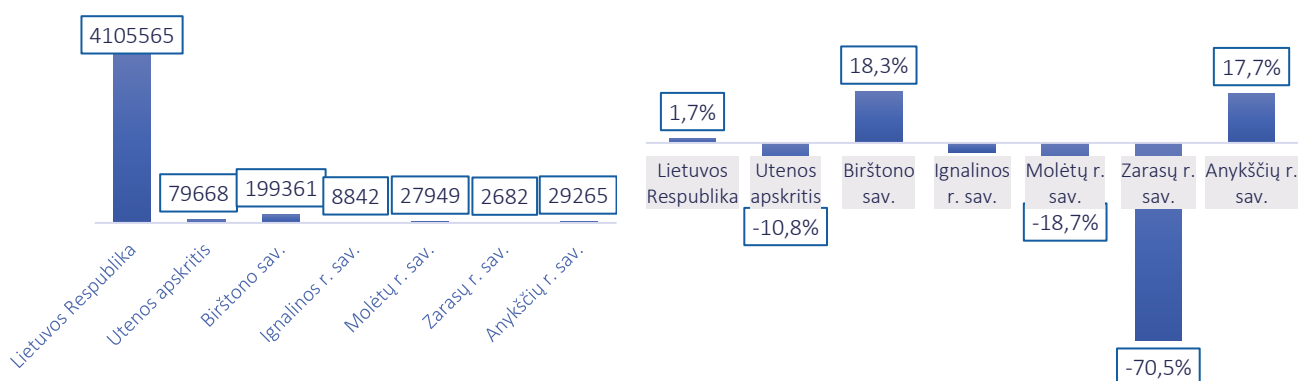 4105565
79668
199361
8842
27949
2682
29265
Lietuvos Respublika
Utenos apskritis
Birštono sav.
Ignalinos r. sav.
Molėtų r. sav.
Zarasų r. sav.
Anykščių r. sav.
1,7%
18,3%
17,7%
Lietuvos
Respublika
Utenos
apskritis
Birštono
sav.
Ignalinos
r. sav.
Molėtų r.
sav.
Zarasų r.
sav.
Anykščių r.
sav.
-10,8%
-18,7%
-70,5%